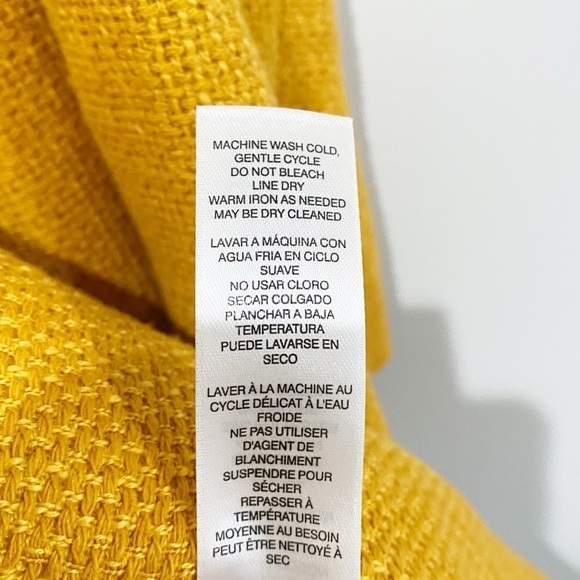 MACHINE WASH COLD,
GENTLE CYCLE
DO NOT BLEACH
LINE DRY
WARM IRON AS NEEDED
MAY BE DRY CLEANED
LAVAR A MÁQUINA CON
AGUA FRIA EN CICLO
SUAVE
NO USAR CLORO
SECAR COLGADO
PLANCHAR A BAJA
TEMPERATURA
PUEDE LAVARSE EN
SECO
LAVER À LA MACHINE AU
CYCLE DÉLICAT À L'EAU
FROIDE
NE PAS UTILISER
D'AGENT DE
BLANCHIMENT
SUSPENDRE POUR
SÉCHER
REPASSER À
TEMPÉRATURE
MOYENNE AU BESOIN
PEUT ÊTRE NETTOYÉ À
SEC